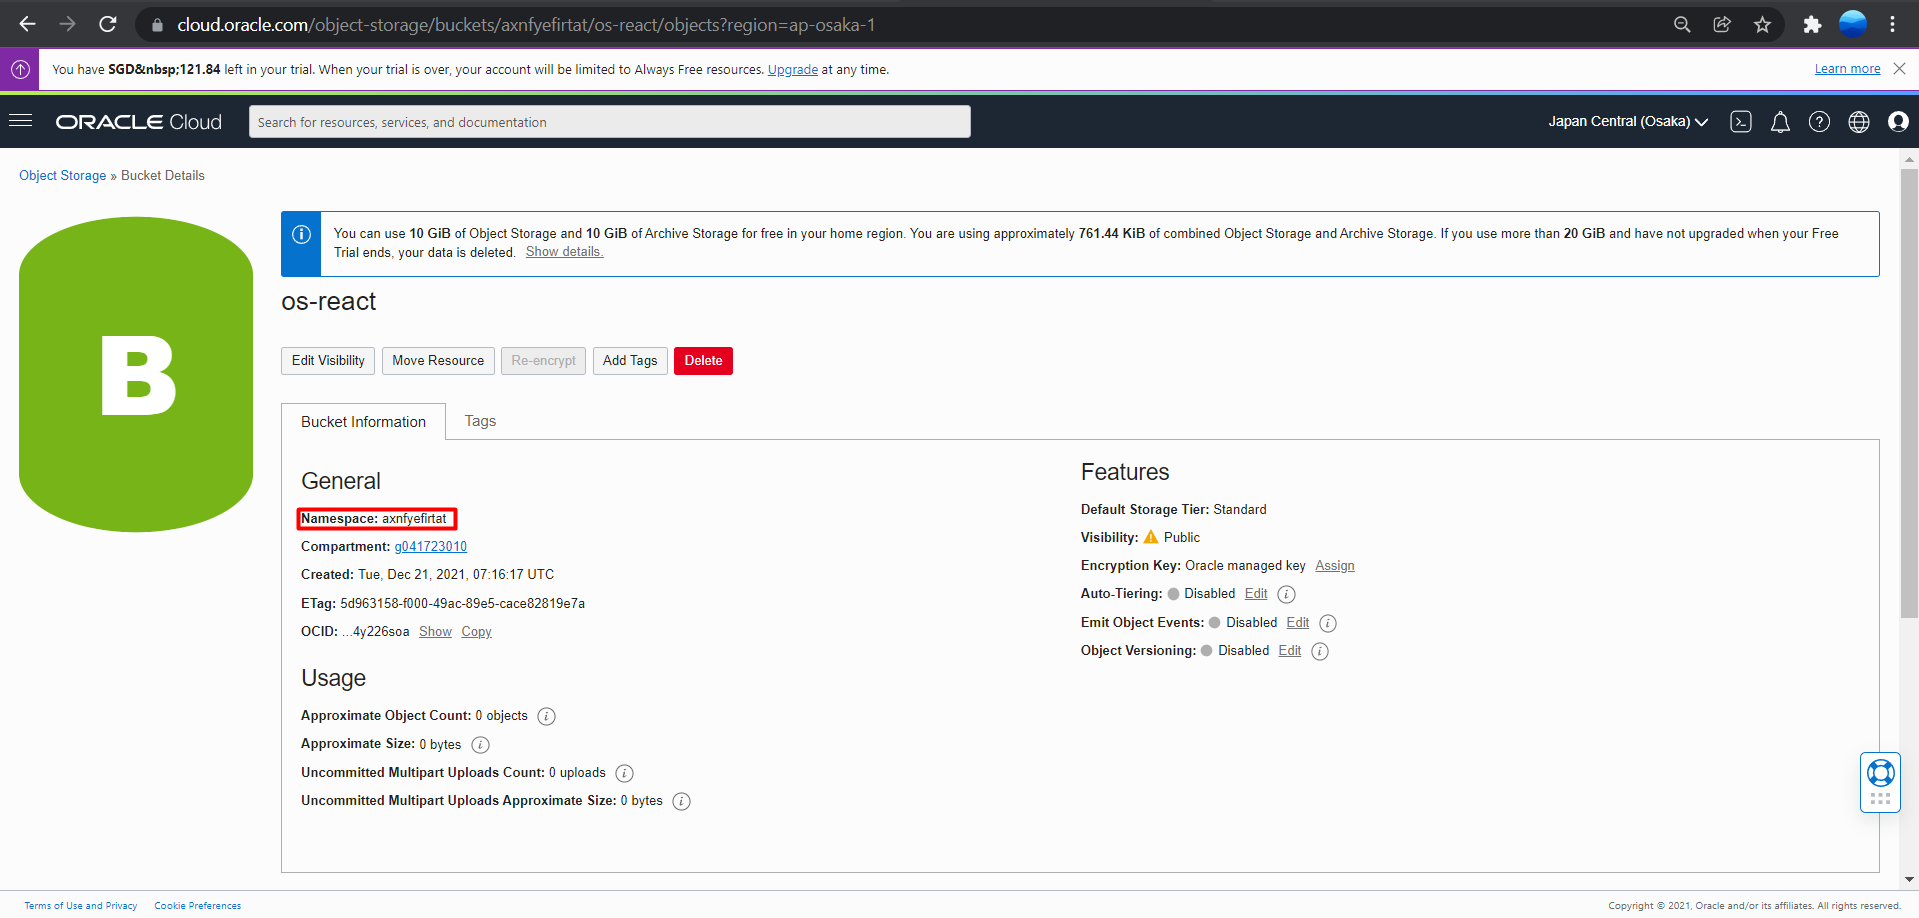 cloud.oracle.com/object-storage/buckets/axnfyefirtat/os-react/objects?region=ap-osaka-1
You have SGD&nbsp;121.84 left in your trial. When your trial is over, your account will be limited to Always Free resources. Upgrade at any time.
Learn more
ORACLE Cloud
Search for resources, services, and documentation
Japan Central (Osaka)
Object Storage » Bucket Details
B
You can use 10 GiB of Object Storage and 10 GiB of Archive Storage for free in your home region. You are using approximately 761.44 KiB of combined Object Storage and Archive Storage. If you use more than 20 GiB and have not upgraded when your Free
Trial ends, your data is deleted. Show details.
os-react
Edit Visibility
Move Resource
Re-encrypt
Add Tags
Delete
Bucket Information
Tags
General
Namespace: axnfyefirtat
Compartment: g041723010
Created: Tue, Dec 21, 2021, 07:16:17 UTC
ETag: 5d963158-f000-49ac-89e5-cace82819e7a
OCID: ...4y226soa Show Copy
Usage
Approximate Object Count: 0 objects
Approximate Size: 0 bytes
Uncommitted Multipart Uploads Count: 0 uploads
Uncommitted Multipart Uploads Approximate Size: 0 bytes
Features
Default Storage Tier: Standard
Visibility: Public
Encryption Key: Oracle managed key Assign
Auto-Tiering: Disabled Edit
Emit Object Events: Disabled Edit
Object Versioning: Disabled Edit
Terms of Use and Privacy
Cookie Preferences
Copyright © 2021, Oracle and/or its affiliates. All rights reserved.